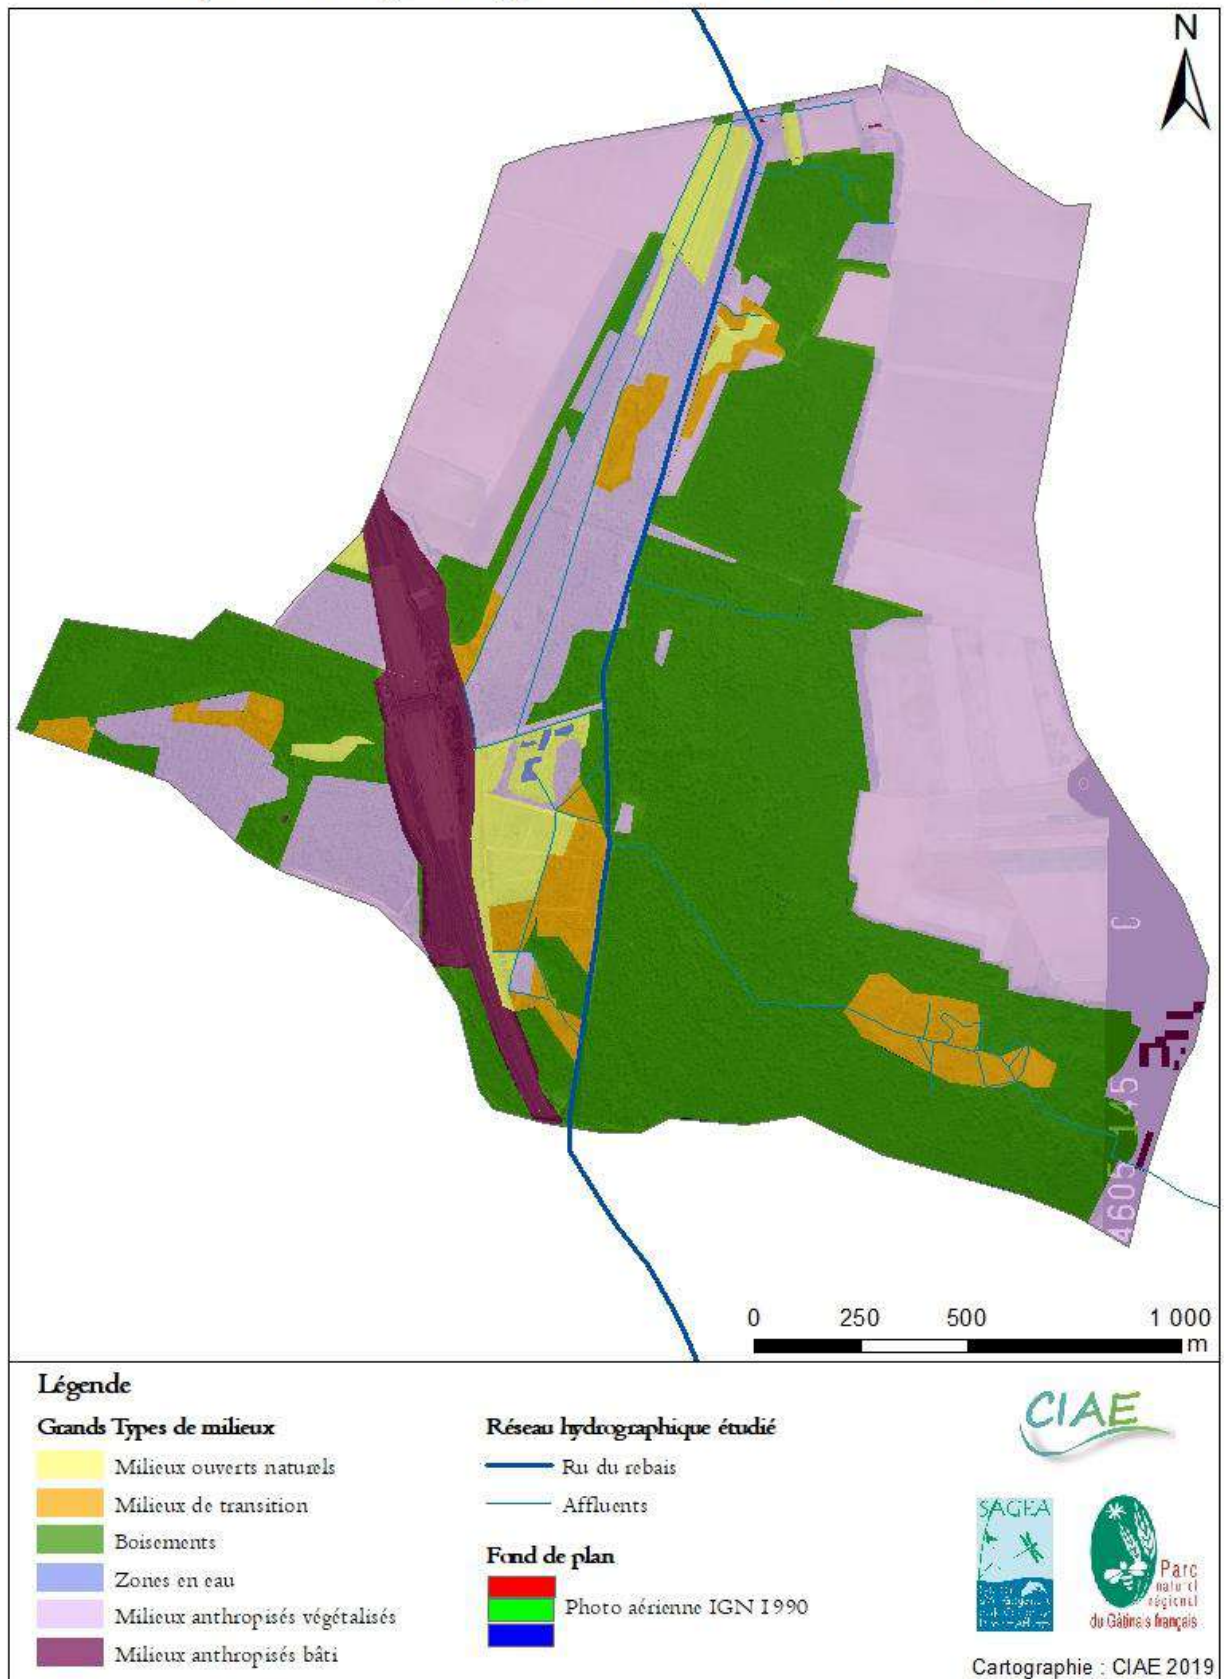 N
C
4605 145
0 250 500 1 000
m
Légende
Grands Types de milieux
Milieux ouverts naturels
Milieux de transition
Boisements
Zones en eau
Milieux anthropisés végétalisés
Milieux anthropisés bâti
Réseau hydrographique étudié
Ru du rebais
Affluents
Fond de plan
Photo aérienne IGN 1990
CIAE
SAGEA
Parc
naturel
régional
du Gâtinais français
Cartographie : CIAE 2019